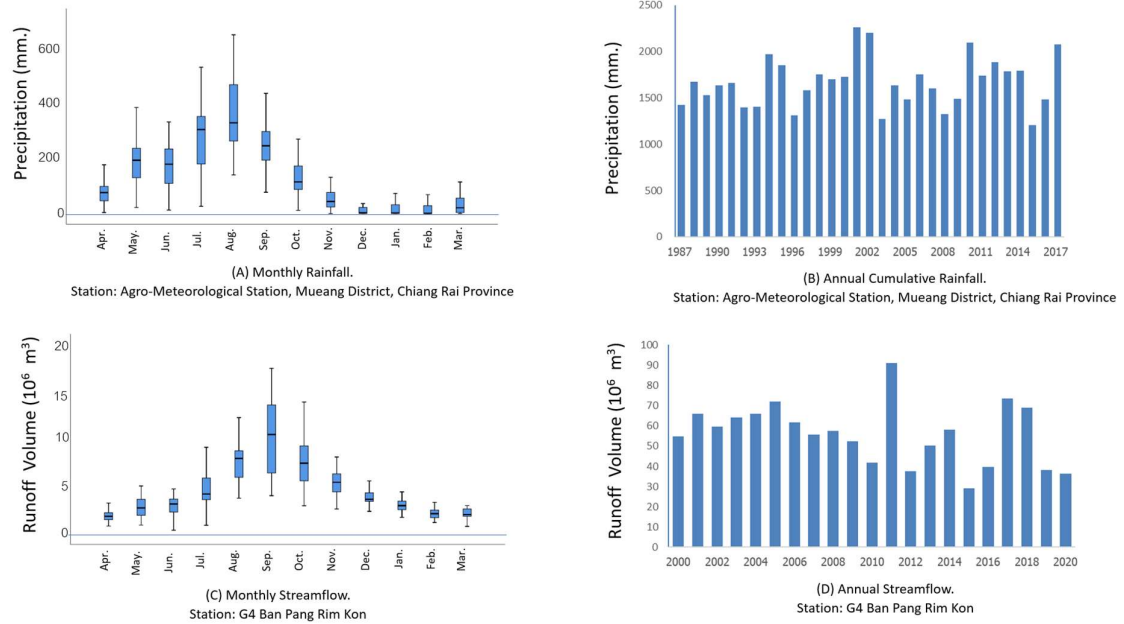 Precipitation (mm.)
600
400
200
0
Apr.
May.
Jun.
Jul.
Aug.
Sep.
Oct.
Nov.
Dec.
Jan.
Feb.
Mar.
(A) Monthly Rainfall.
Station: Agro-Meteorological Station, Mueang District, Chiang Rai Province
Precipitation (mm.)
2500
2000
1500
1000
500
0
1987 1990 1993 1996 1999 2002 2005 2008 2011 2014 2017
(B) Annual Cumulative Rainfall.
Station: Agro-Meteorological Station, Mueang District, Chiang Rai Province
Runoff Volume (10⁶ m³)
20
15
10
5
0
Apr.
May.
Jun.
Jul.
Aug.
Sep.
Oct.
Nov.
Dec.
Jan.
Feb.
Mar.
(C) Monthly Streamflow.
Station: G4 Ban Pang Rim Kon
Runoff Volume (10⁶ m³)
100
90
80
70
60
50
40
30
20
10
0
2000 2002 2004 2006 2008 2010 2012 2014 2016 2018 2020
(D) Annual Streamflow.
Station: G4 Ban Pang Rim Kon